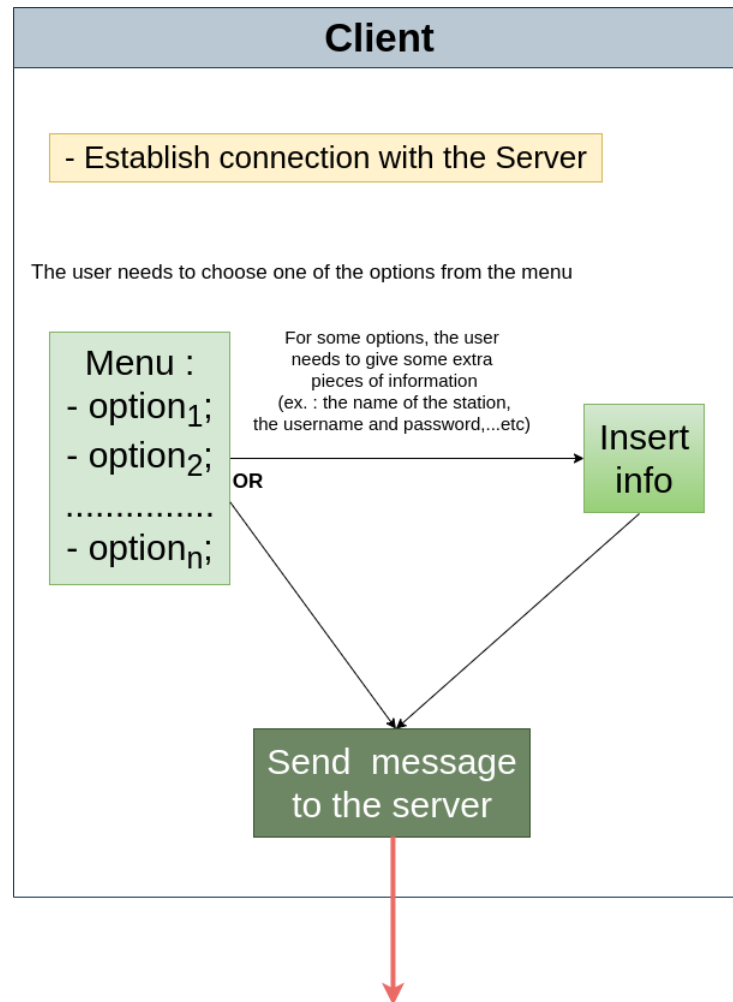 Client
- Establish connection with the Server
The user needs to choose one of the options from the menu
Menu :
- option₁;
- option₂;
...............
- optionₙ;
For some options, the user
needs to give some extra
pieces of information
(ex. : the name of the station,
the username and password,...etc)
OR
Insert
info
Send  message
to the server